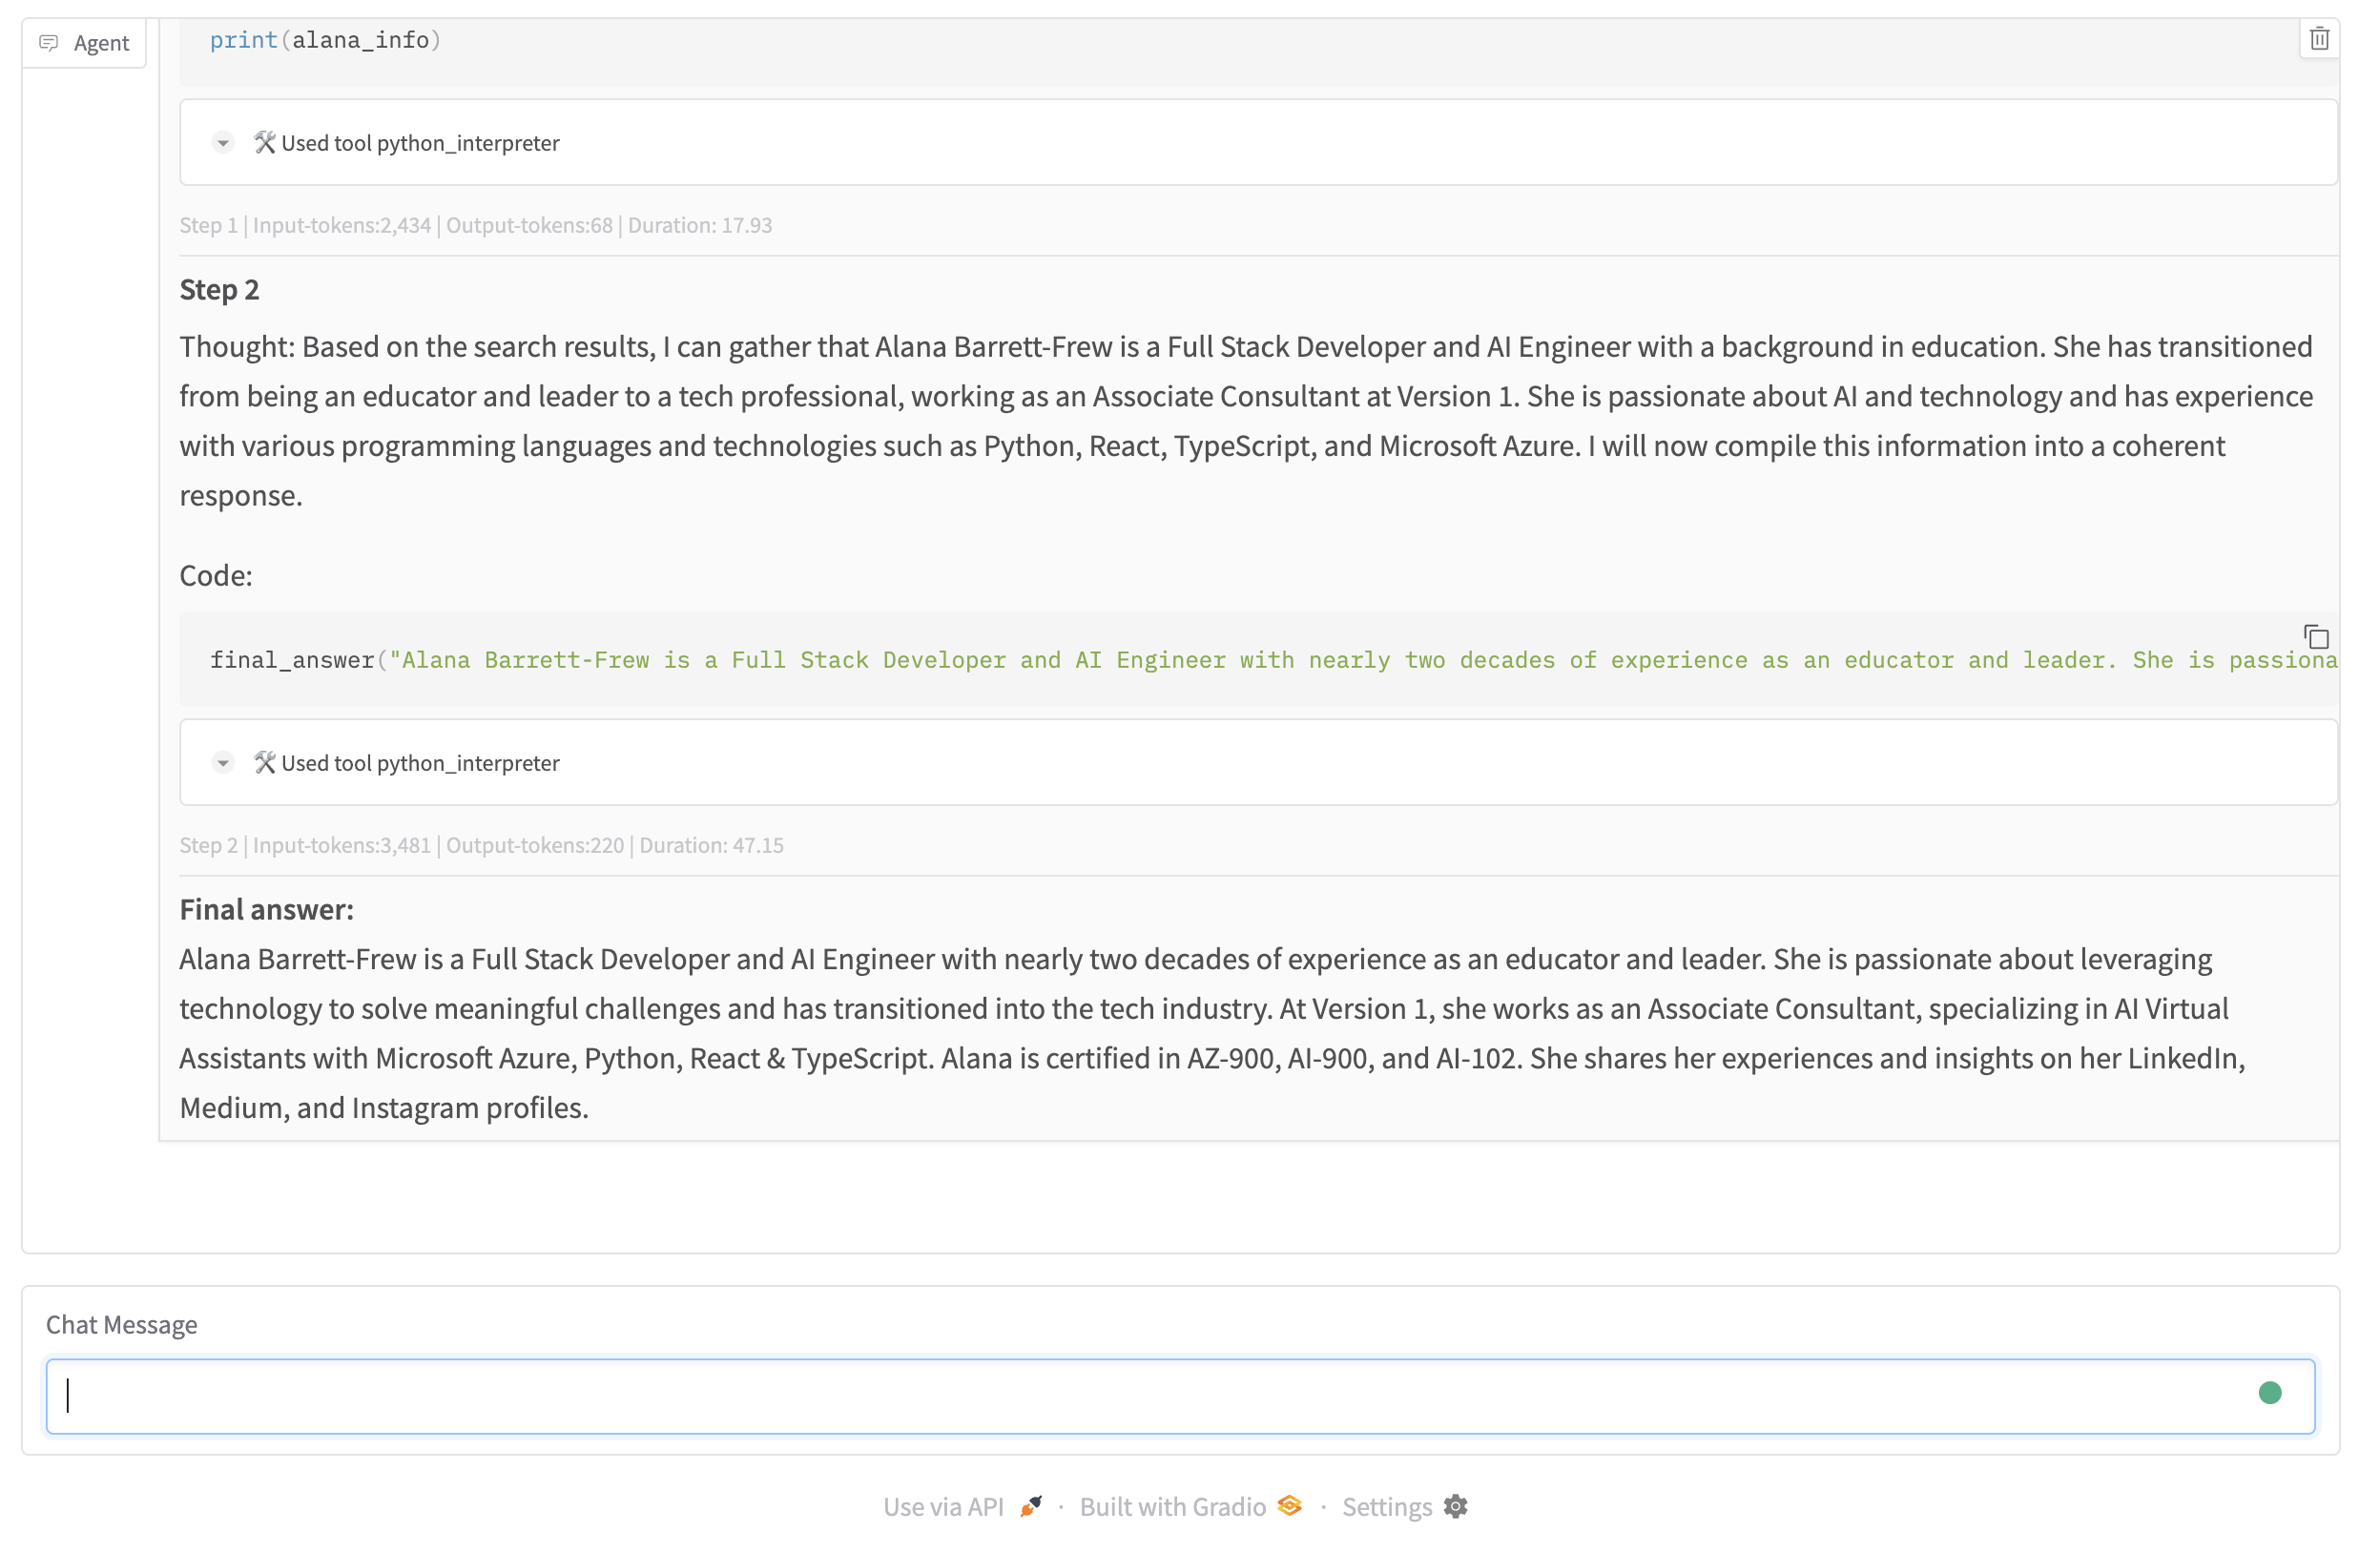 Agent
print(alana_info)
🛠️ Used tool python_interpreter
Step 1 | Input-tokens:2,434 | Output-tokens:68 | Duration: 17.93
Step 2
Thought: Based on the search results, I can gather that Alana Barrett-Frew is a Full Stack Developer and AI Engineer with a background in education. She has transitioned
from being an educator and leader to a tech professional, working as an Associate Consultant at Version 1. She is passionate about AI and technology and has experience
with various programming languages and technologies such as Python, React, TypeScript, and Microsoft Azure. I will now compile this information into a coherent
response.
Code:
final_answer("Alana Barrett-Frew is a Full Stack Developer and AI Engineer with nearly two decades of experience as an educator and leader. She is passiona
🛠️ Used tool python_interpreter
Step 2 | Input-tokens:3,481 | Output-tokens:220 | Duration: 47.15
Final answer:
Alana Barrett-Frew is a Full Stack Developer and AI Engineer with nearly two decades of experience as an educator and leader. She is passionate about leveraging
technology to solve meaningful challenges and has transitioned into the tech industry. At Version 1, she works as an Associate Consultant, specializing in AI Virtual
Assistants with Microsoft Azure, Python, React & TypeScript. Alana is certified in AZ-900, AI-900, and AI-102. She shares her experiences and insights on her LinkedIn,
Medium, and Instagram profiles.
Chat Message
Use via API · Built with Gradio · Settings